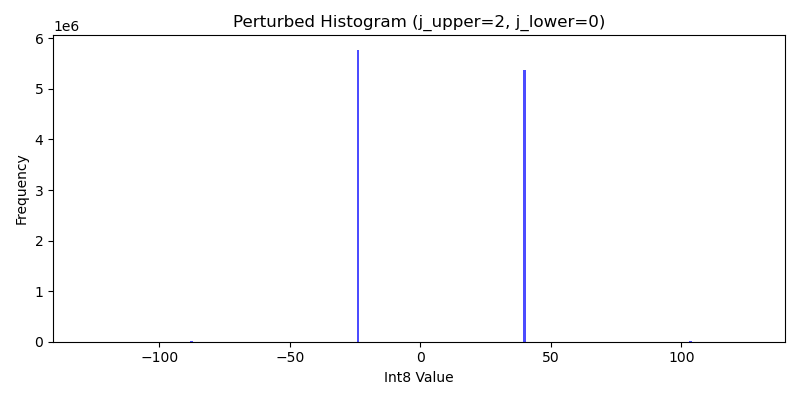 Perturbed Histogram (j_upper=2, j_lower=0)
1e6
6
5
4
3
2
1
0
Frequency
−100 −50 0 50 100
Int8 Value